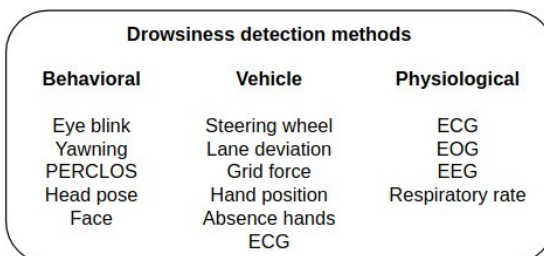 Drowsiness detection methods
Behavioral Vehicle Physiological
Eye blink Steering wheel ECG
Yawning Lane deviation EOG
PERCLOS Grid force EEG
Head pose Hand position Respiratory rate
Face Absence hands
ECG